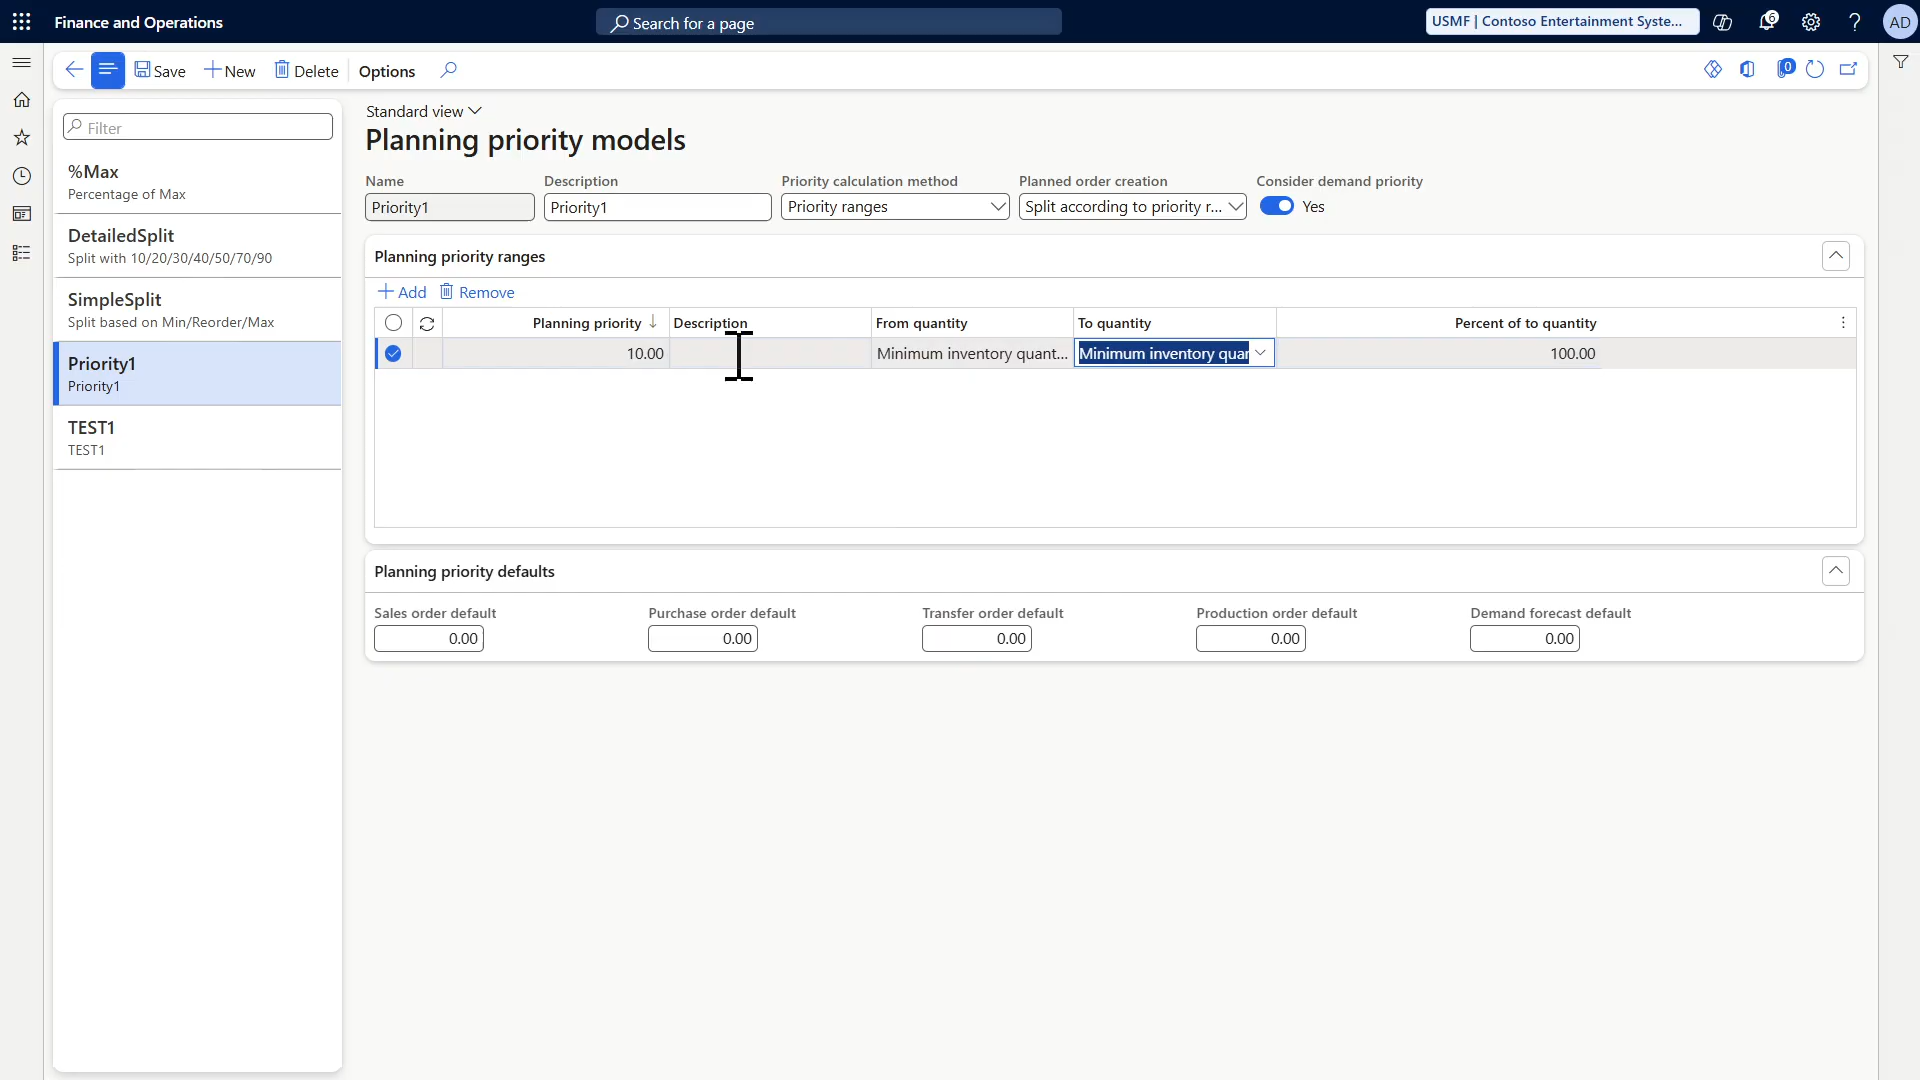 Finance and Operations
Search for a page
USMF | Contoso Entertainment Syste...
6
AD
Save
New
Delete
Options
0
Filter
%Max
Percentage of Max
DetailedSplit
Split with 10/20/30/40/50/70/90
SimpleSplit
Split based on Min/Reorder/Max
Priority1
Priority1
TEST1
TEST1
Standard view
Planning priority models
Name
Description
Priority calculation method
Planned order creation
Consider demand priority
Priority1
Priority1
Priority ranges
Split according to priority r...
Yes
Planning priority ranges
Add
Remove
Planning priority
Description
From quantity
To quantity
Percent of to quantity
10.00
Minimum inventory quant...
Minimum inventory quar
100.00
Planning priority defaults
Sales order default
Purchase order default
Transfer order default
Production order default
Demand forecast default
0.00
0.00
0.00
0.00
0.00